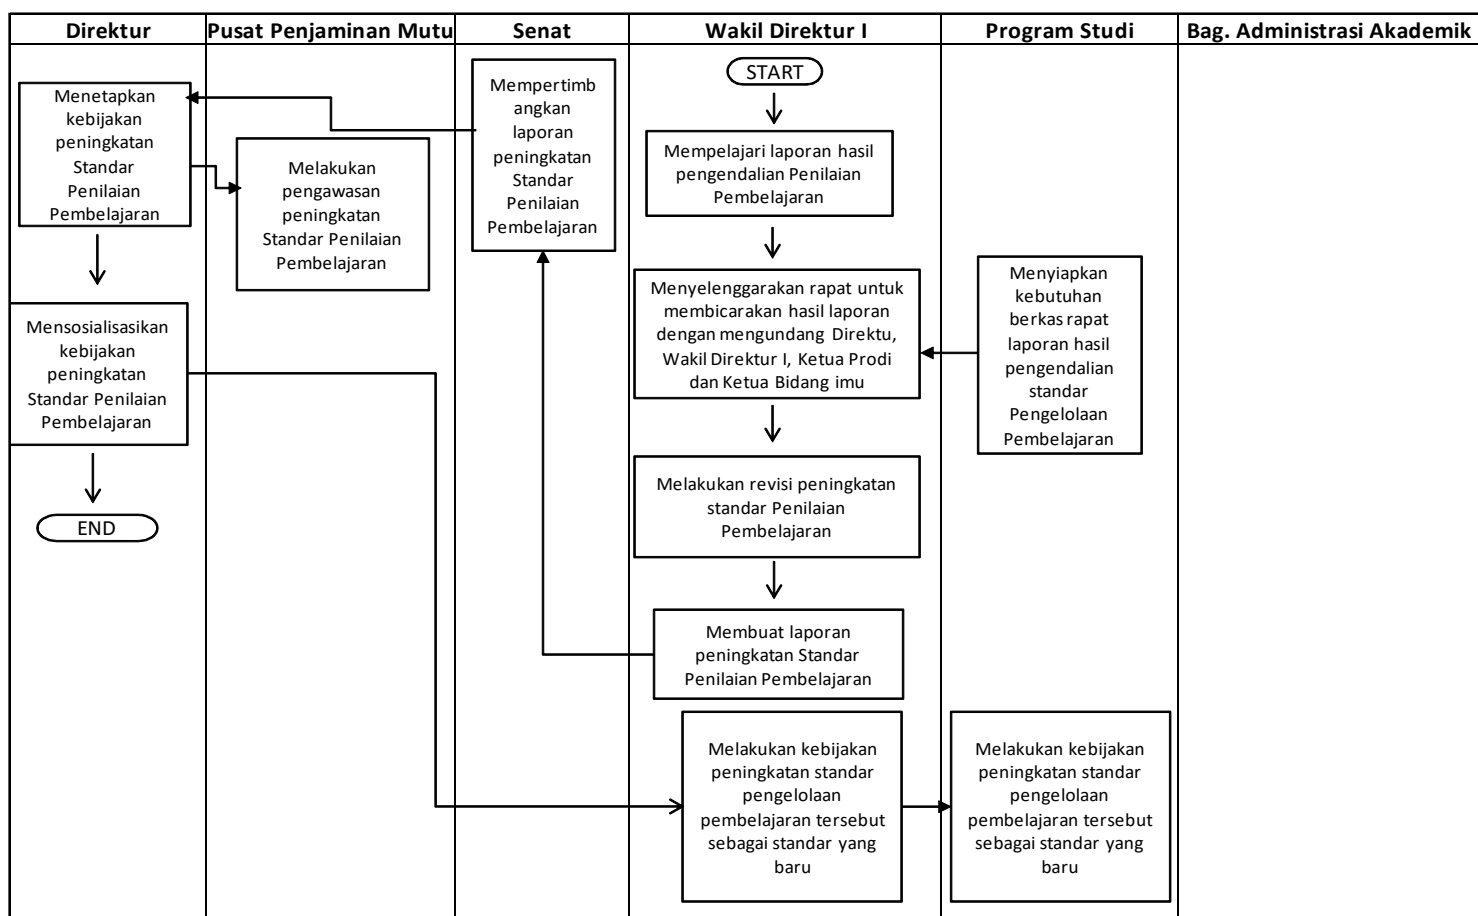 Direktur
Pusat Penjaminan Mutu
Senat
Wakil Direktur I
Program Studi
Bag. Administrasi Akademik
Menetapkan
kebijakan
peningkatan
Standar
Penilaian
Pembelajaran
Mensosialisasikan
kebijakan
peningkatan
Standar Penilaian
Pembelajaran
END
Melakukan
pengawasan
peningkatan
Standar Penilaian
Pembelajaran
Mempertimb
angkan
laporan
peningkatan
Standar
Penilaian
Pembelajaran
START
Mempelajari laporan hasil
pengendalian Penilaian
Pembelajaran
Menyelenggarakan rapat untuk
membicarakan hasil laporan
dengan mengundang Direktu,
Wakil Direktur I, Ketua Prodi
dan Ketua Bidang imu
Melakukan revisi peningkatan
standar Penilaian
Pembelajaran
Membuat laporan
peningkatan Standar
Penilaian Pembelajaran
Melakukan kebijakan
peningkatan standar
pengelolaan
pembelajaran tersebut
sebagai standar yang
baru
Menyiapkan
kebutuhan
berkas rapat
laporan hasil
pengendalian
standar
Pengelolaan
Pembelajaran
Melakukan kebijakan
peningkatan standar
pengelolaan
pembelajaran tersebut
sebagai standar yang
baru